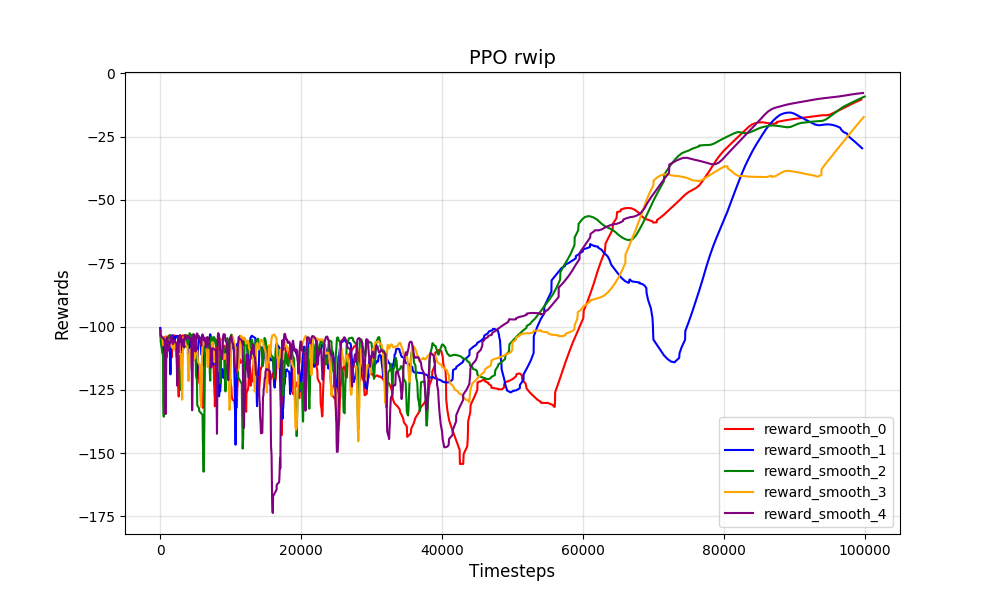 PPO rwip
Rewards
0
−25
−50
−75
−100
−125
−150
−175
reward_smooth_0
reward_smooth_1
reward_smooth_2
reward_smooth_3
reward_smooth_4
0 20000 40000 60000 80000 100000
Timesteps